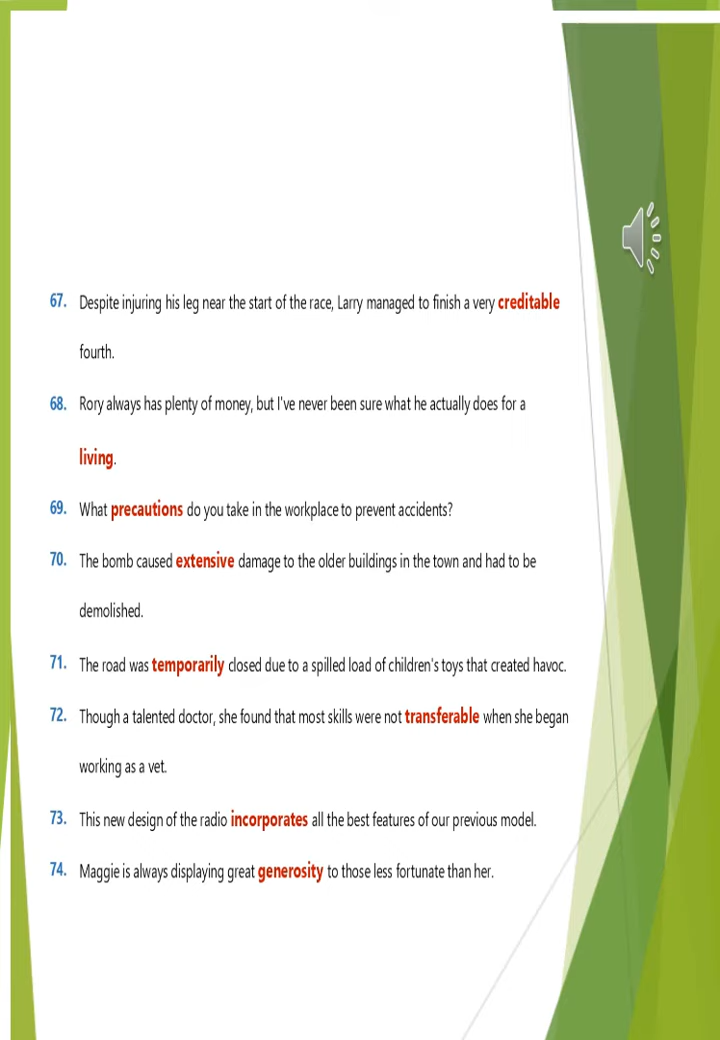 67. Despite injuring his leg near the start of the race, Larry managed to finish a very creditable
fourth.
68. Rory always has plenty of money, but I've never been sure what he actually does for a
living.
69. What precautions do you take in the workplace to prevent accidents?
70. The bomb caused extensive damage to the older buildings in the town and had to be
demolished.
71. The road was temporarily closed due to a spilled load of children's toys that created havoc.
72. Though a talented doctor, she found that most skills were not transferable when she began
working as a vet.
73. This new design of the radio incorporates all the best features of our previous model.
74. Maggie is always displaying great generosity to those less fortunate than her.